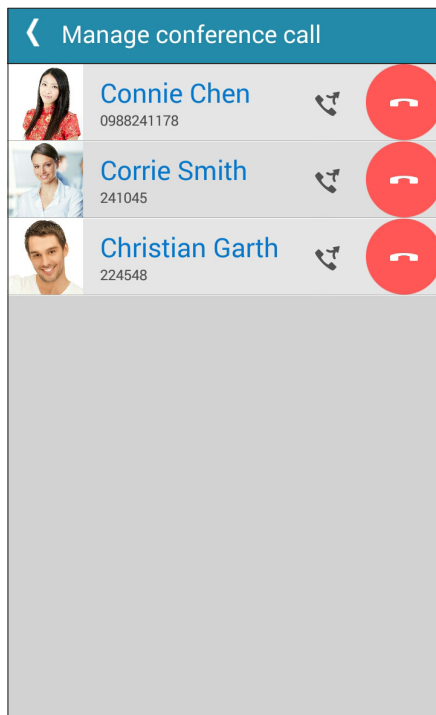 Manage conference call
Connie Chen
0988241178
Corrie Smith
241045
Christian Garth
224548